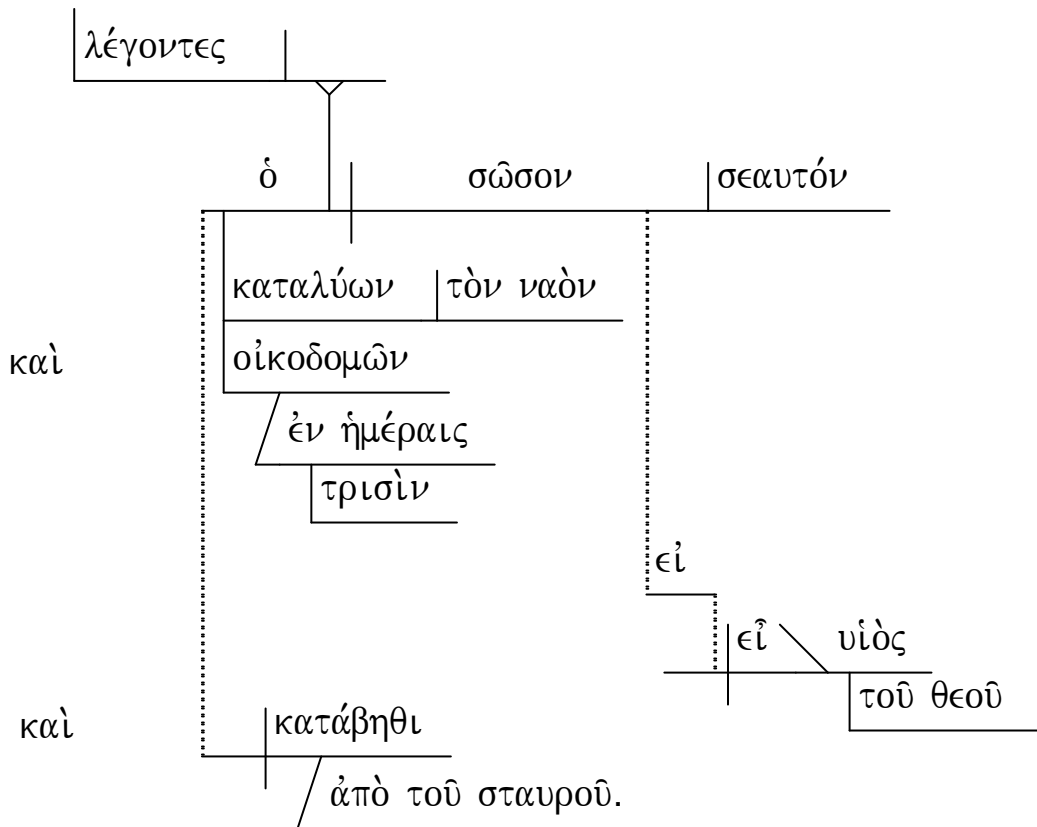 λέγοντες
ὁ σῶσον σεαυτόν
καταλύων τὸν ναὸν
καὶ οἰκοδομῶν
ἐν ἡμέραις
τρισὶν
εἰ
εἶ υἱὸς
τοῦ θεοῦ
καὶ κατάβηθι
ἀπὸ τοῦ σταυροῦ.